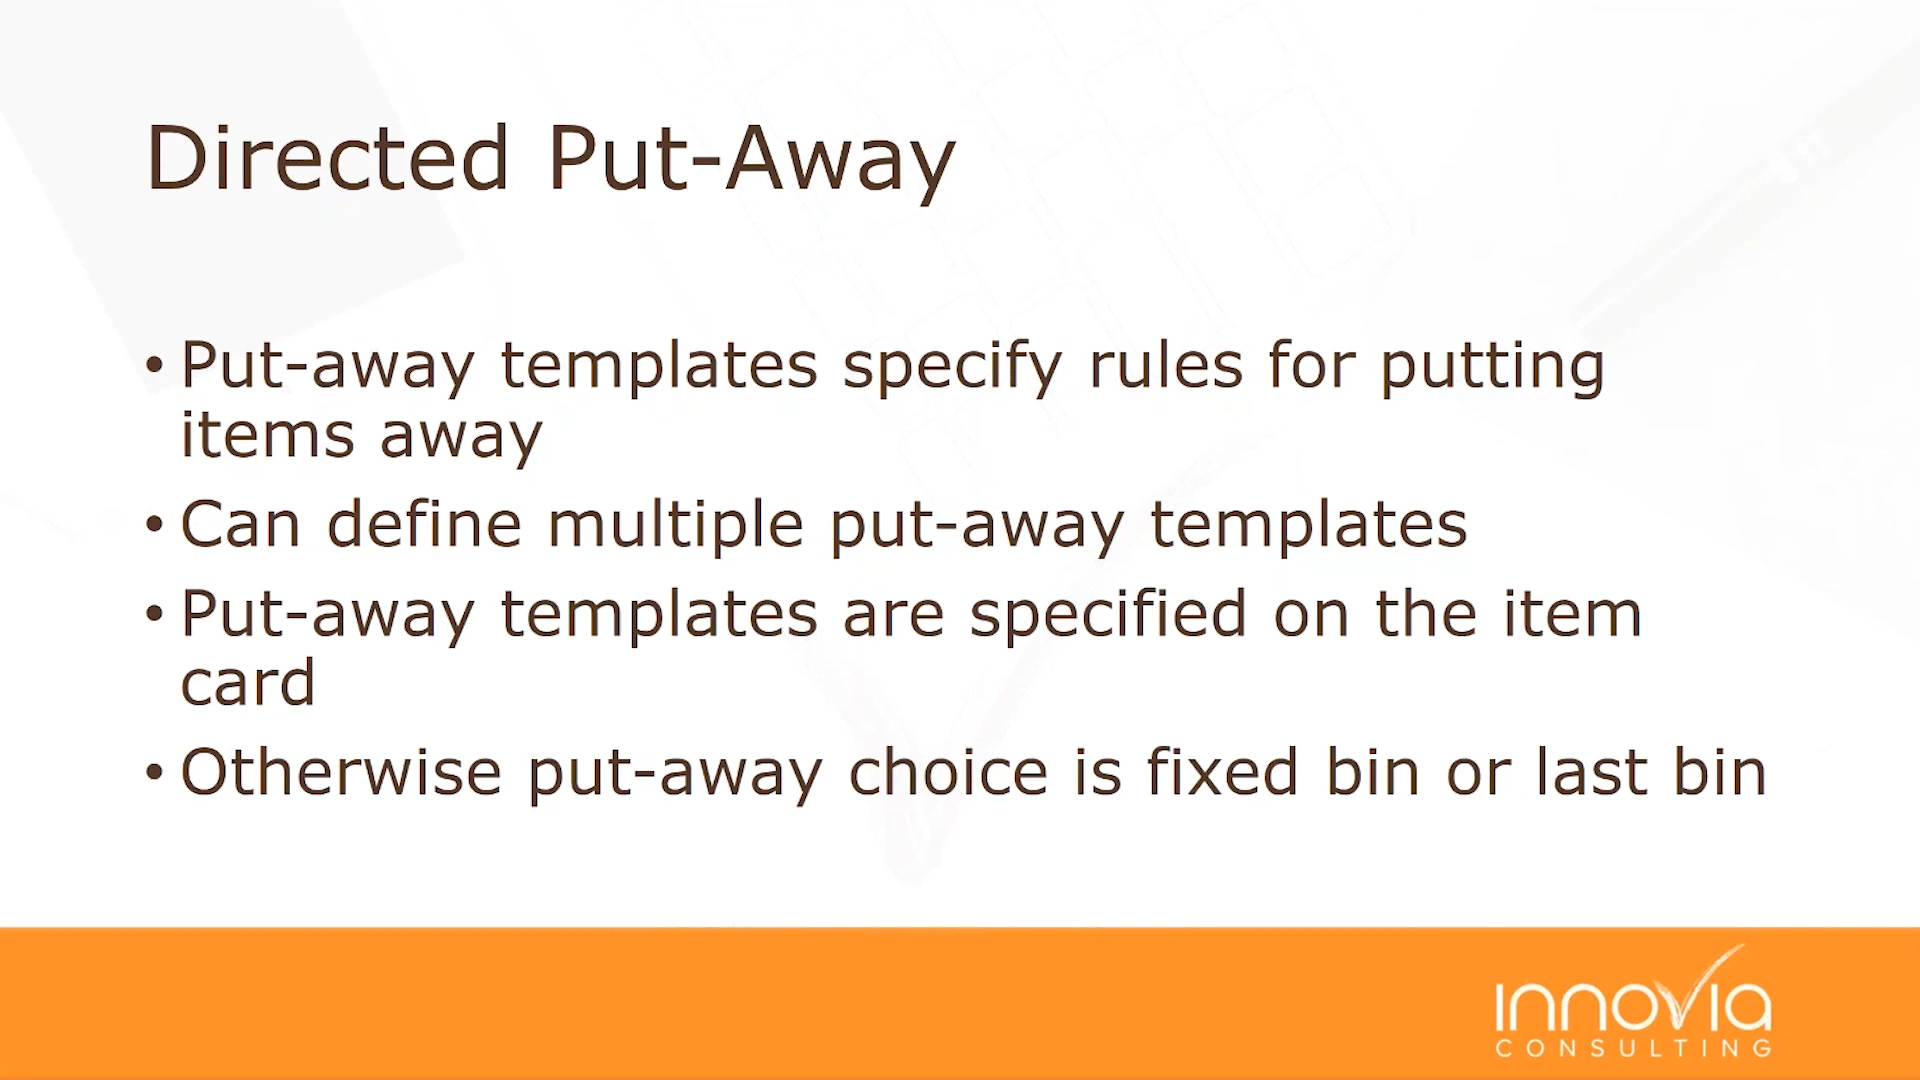 Directed Put-Away
• Put-away templates specify rules for putting
items away
• Can define multiple put-away templates
• Put-away templates are specified on the item
card
• Otherwise put-away choice is fixed bin or last bin
innovia
CONSULTING